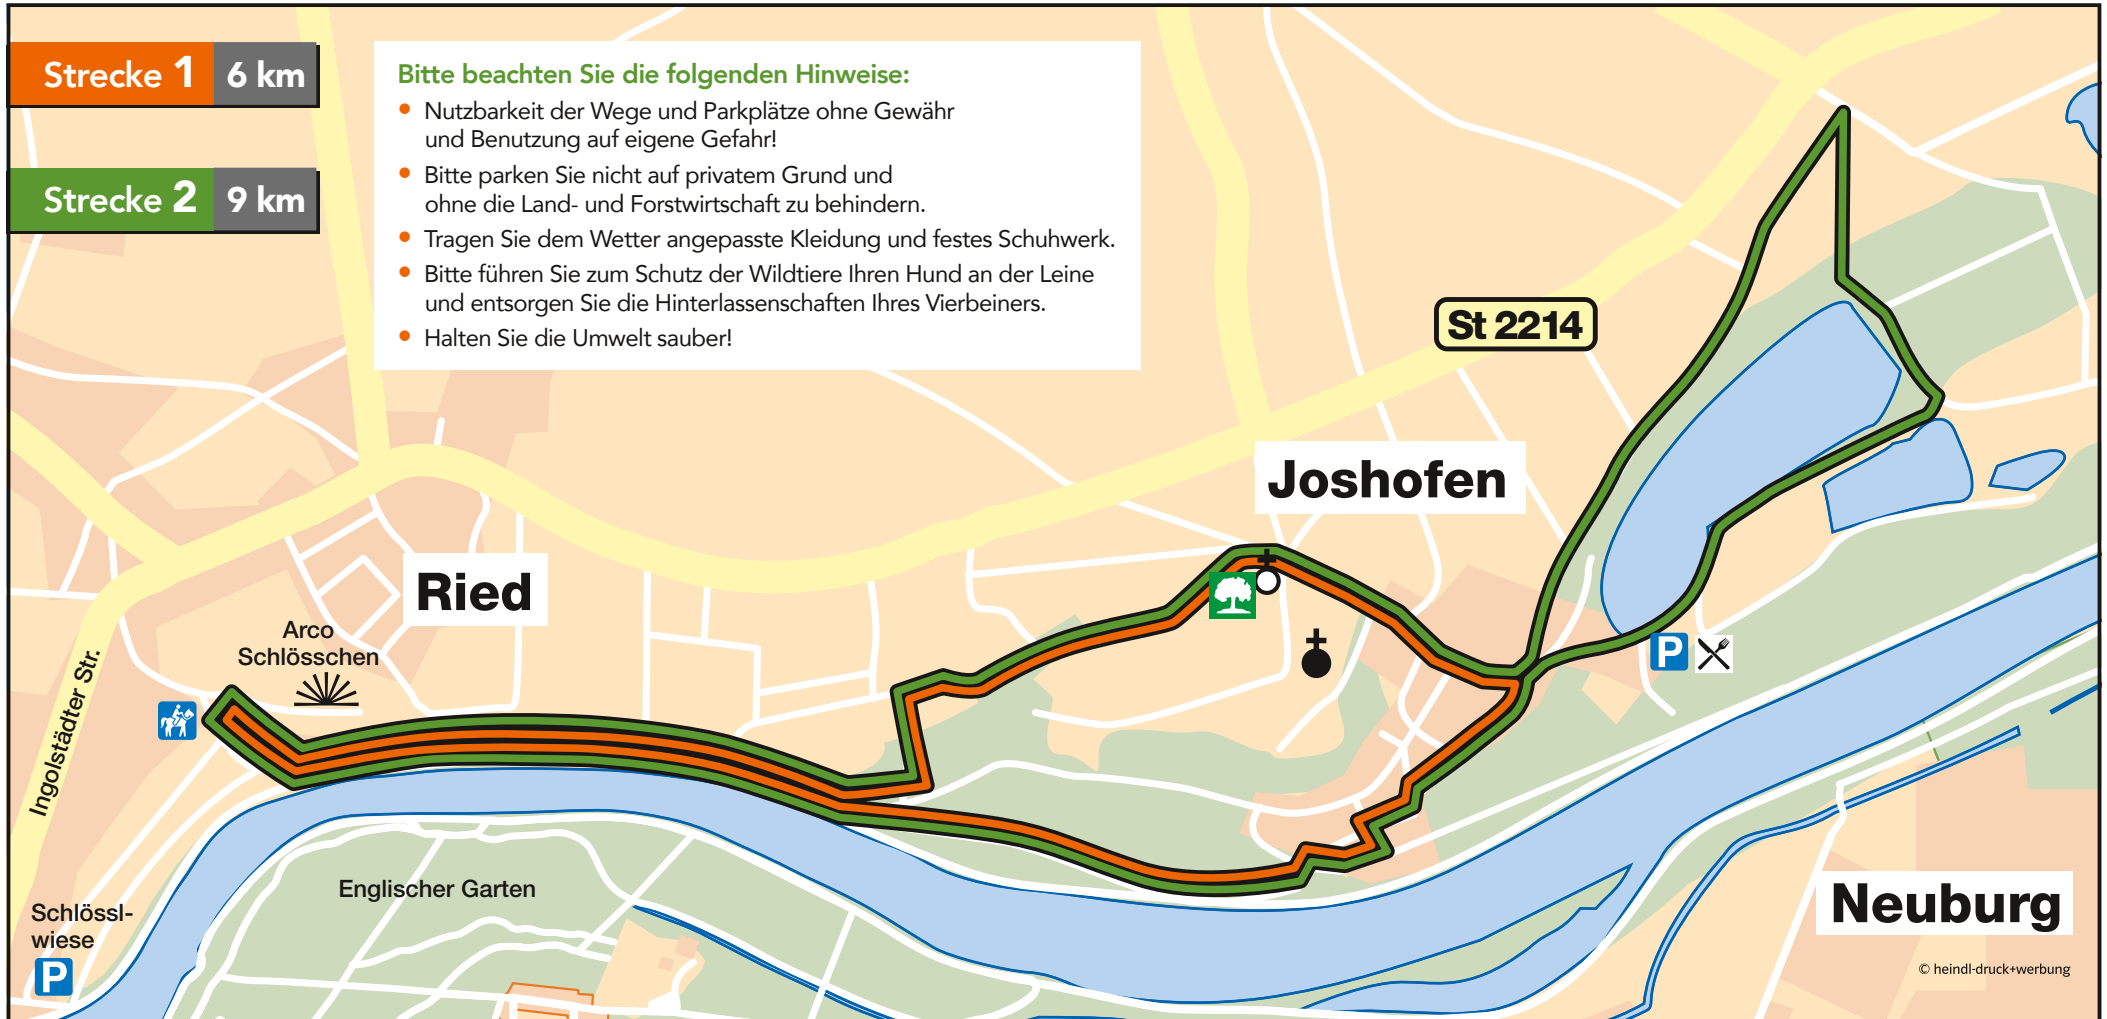 Strecke 1 6 km
Strecke 2 9 km
Bitte beachten Sie die folgenden Hinweise:
• Nutzbarkeit der Wege und Parkplätze ohne Gewähr
und Benutzung auf eigene Gefahr!
• Bitte parken Sie nicht auf privatem Grund und
ohne die Land- und Forstwirtschaft zu behindern.
• Tragen Sie dem Wetter angepasste Kleidung und festes Schuhwerk.
• Bitte führen Sie zum Schutz der Wildtiere Ihren Hund an der Leine
und entsorgen Sie die Hinterlassenschaften Ihres Vierbeiners.
• Halten Sie die Umwelt sauber!
St 2214
Joshofen
Ried
Arco
Schlösschen
Ingolstädter Str.
P
Englischer Garten
Schlössl-
wiese
P
Neuburg
© heindl-druck+werbung